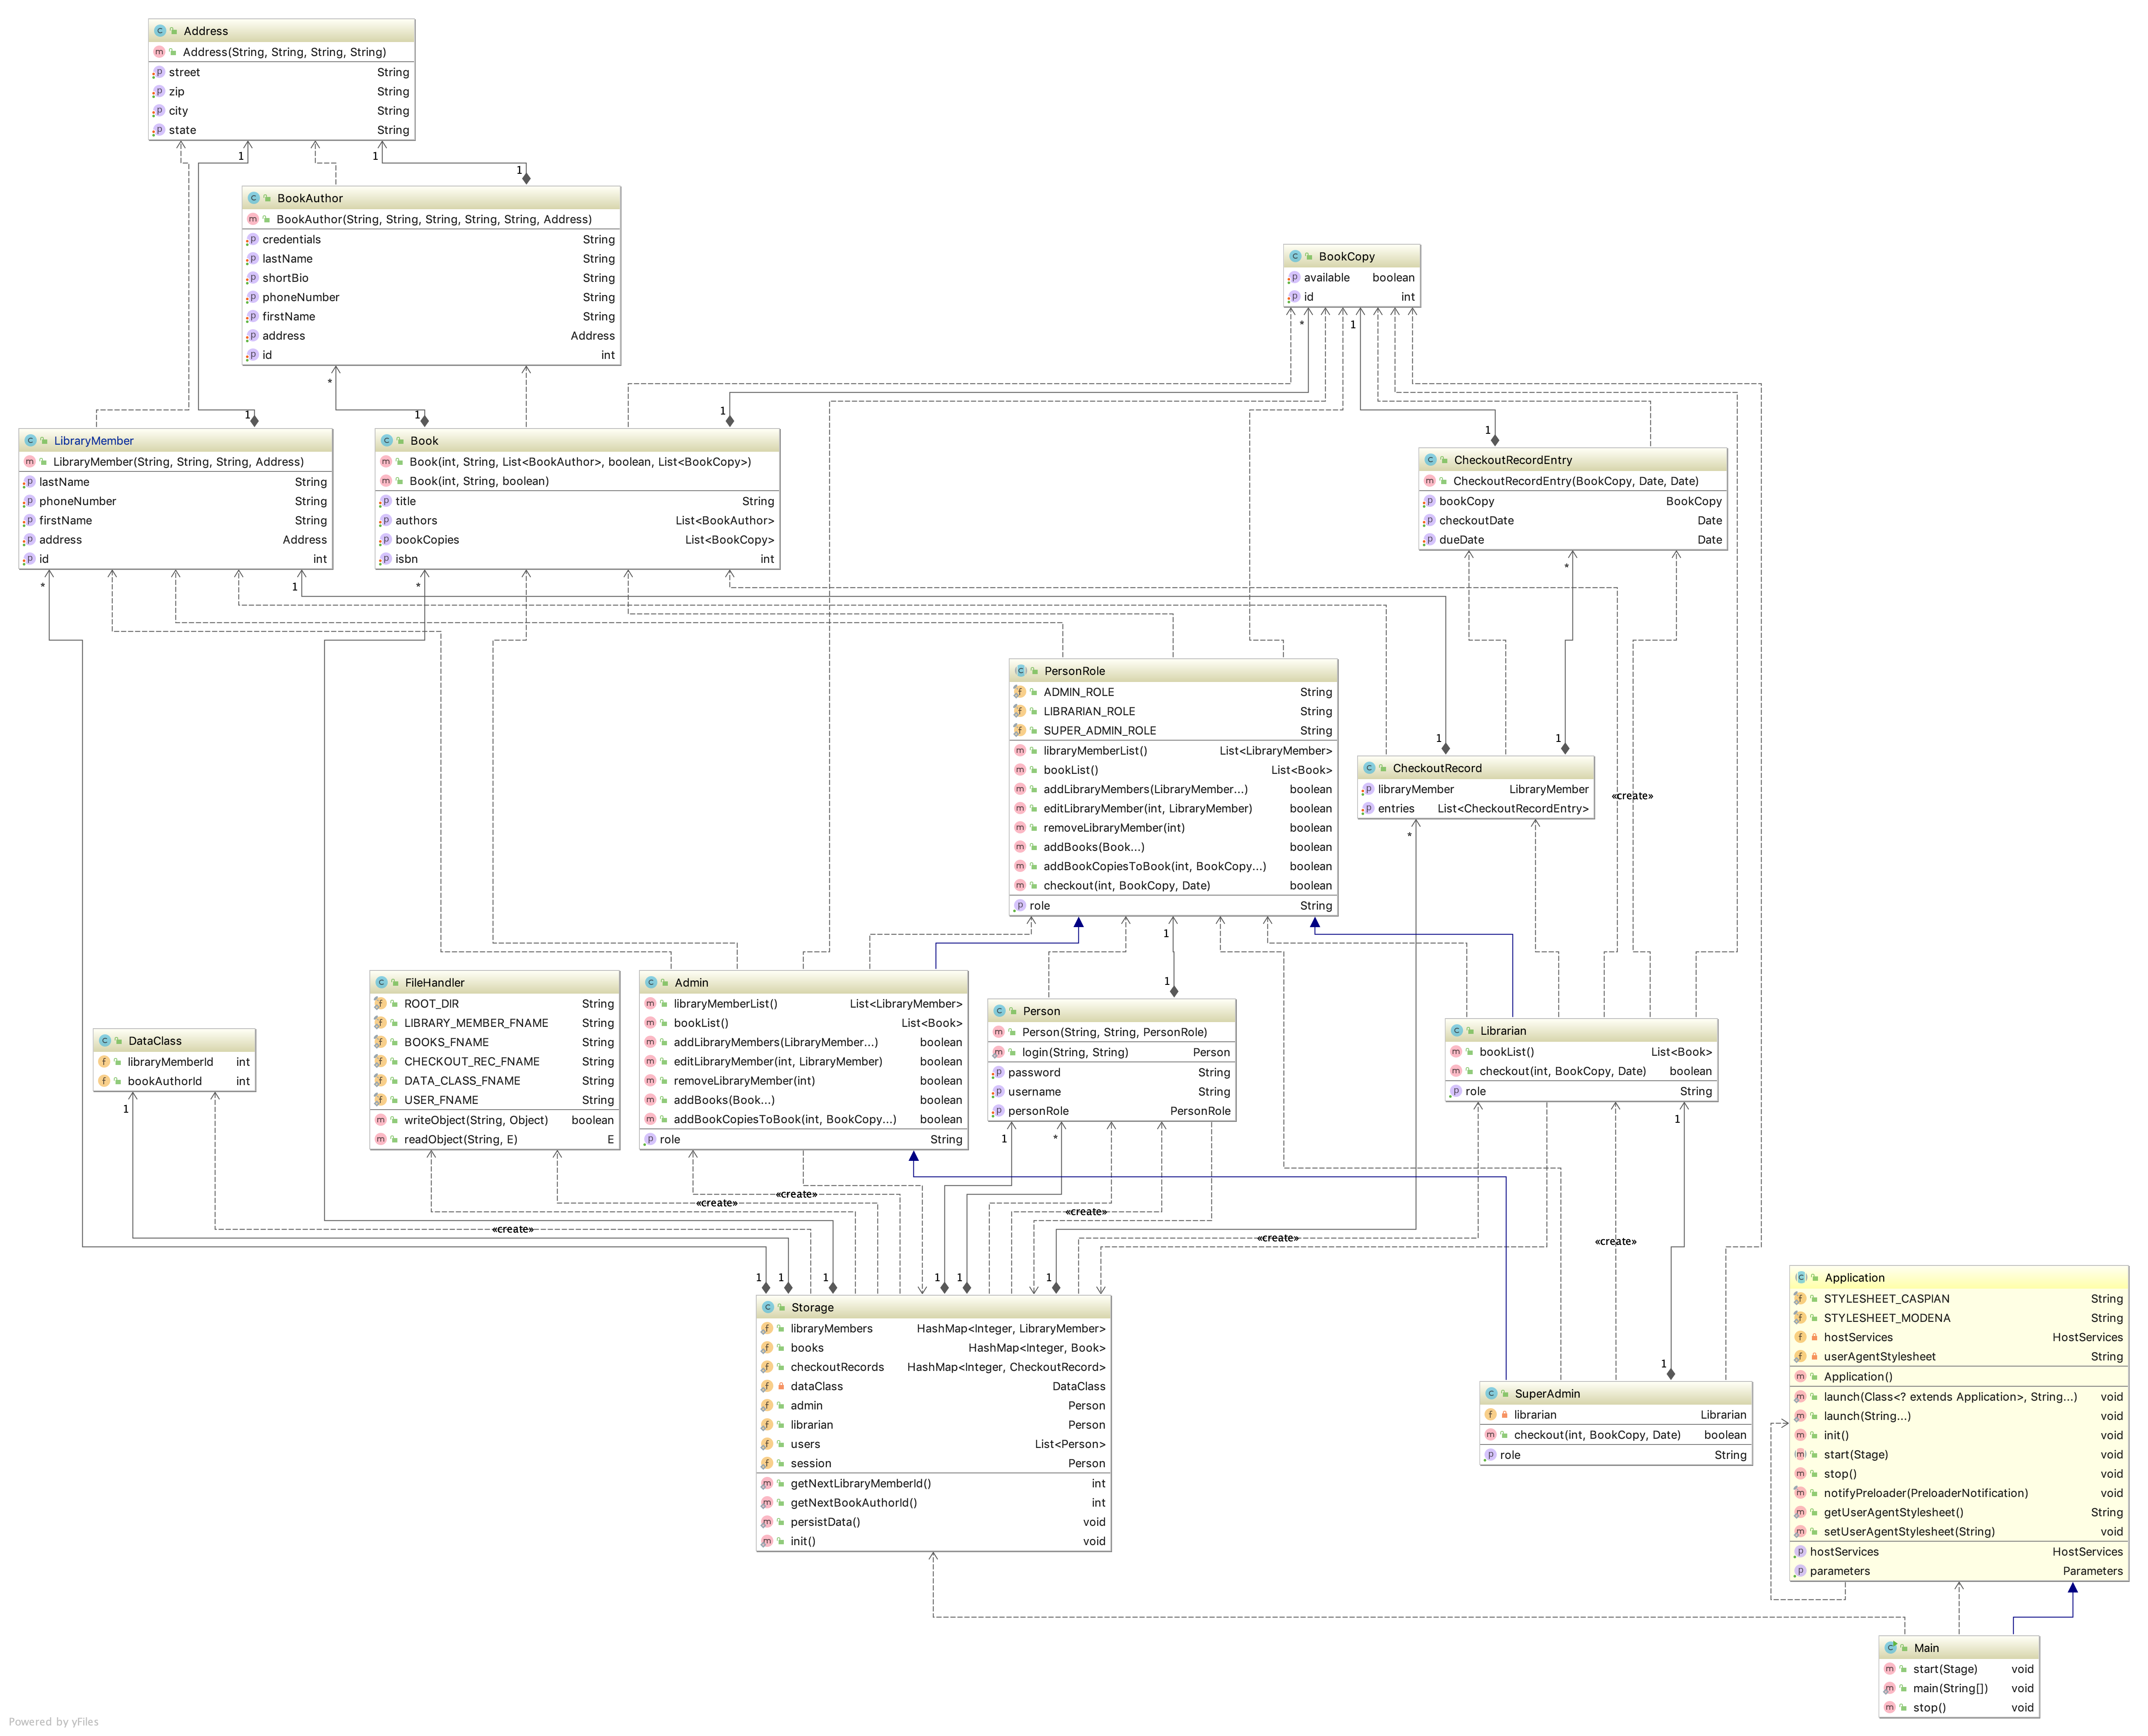 Address
Address(String, String, String, String)
street String
zip String
city String
state String
1
1
1
BookAuthor
BookAuthor(String, String, String, String, String, Address)
credentials String
lastName String
shortBio String
phoneNumber String
firstName String
address Address
id int
BookCopy
available boolean
id int
*
1
*
1
1
1
1
LibraryMember
LibraryMember(String, String, String, Address)
lastName String
phoneNumber String
firstName String
address Address
id int
Book
Book(int, String, List<BookAuthor>, boolean, List<BookCopy>)
Book(int, String, boolean)
title String
authors List<BookAuthor>
bookCopies List<BookCopy>
isbn int
CheckoutRecordEntry
CheckoutRecordEntry(BookCopy, Date, Date)
bookCopy BookCopy
checkoutDate Date
dueDate Date
*
1
*
*
PersonRole
ADMIN_ROLE String
LIBRARIAN_ROLE String
SUPER_ADMIN_ROLE String
libraryMemberList() List<LibraryMember>
bookList() List<Book>
addLibraryMembers(LibraryMember...) boolean
editLibraryMember(int, LibraryMember) boolean
removeLibraryMember(int) boolean
addBooks(Book...) boolean
addBookCopiesToBook(int, BookCopy...) boolean
checkout(int, BookCopy, Date) boolean
role String
1
1
CheckoutRecord
libraryMember LibraryMember
entries List<CheckoutRecordEntry>
«create»
*
1
1
FileHandler
ROOT_DIR String
LIBRARY_MEMBER_FNAME String
BOOKS_FNAME String
CHECKOUT_REC_FNAME String
DATA_CLASS_FNAME String
USER_FNAME String
writeObject(String, Object) boolean
readObject(String, E) E
Admin
libraryMemberList() List<LibraryMember>
bookList() List<Book>
addLibraryMembers(LibraryMember...) boolean
editLibraryMember(int, LibraryMember) boolean
removeLibraryMember(int) boolean
addBooks(Book...) boolean
addBookCopiesToBook(int, BookCopy...) boolean
role String
Person
Person(String, String, PersonRole)
login(String, String) Person
password String
username String
personRole PersonRole
Librarian
bookList() List<Book>
checkout(int, BookCopy, Date) boolean
role String
DataClass
libraryMemberId int
bookAuthorId int
1
1
*
1
«create»
«create»
«create»
«create»
«create»
«create»
1
1
1
1
1
1
Storage
libraryMembers HashMap<Integer, LibraryMember>
books HashMap<Integer, Book>
checkoutRecords HashMap<Integer, CheckoutRecord>
dataClass DataClass
admin Person
librarian Person
users List<Person>
session Person
getNextLibraryMemberId() int
getNextBookAuthorId() int
persistData() void
init() void
1
SuperAdmin
librarian Librarian
checkout(int, BookCopy, Date) boolean
role String
Application
STYLESHEET_CASPIAN String
STYLESHEET_MODENA String
hostServices HostServices
userAgentStylesheet String
Application()
launch(Class<? extends Application>, String...) void
launch(String...) void
init() void
start(Stage) void
stop() void
notifyPreloader(PreloaderNotification) void
getUserAgentStylesheet() String
setUserAgentStylesheet(String) void
hostServices HostServices
parameters Parameters
Main
start(Stage) void
main(String[]) void
stop() void
Powered by yFiles